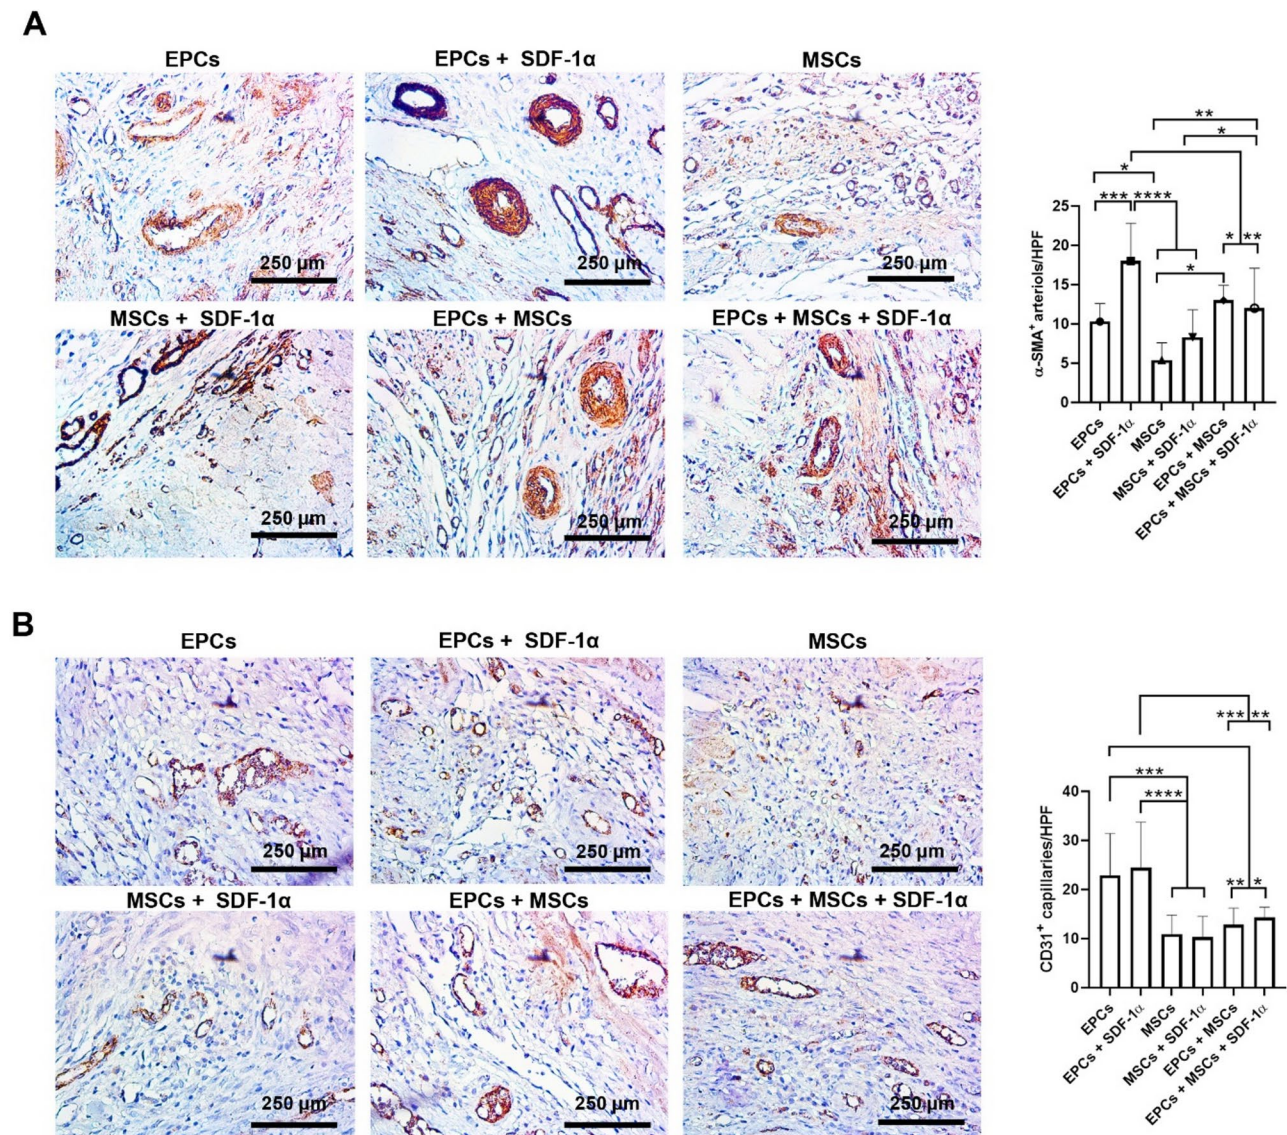 A
EPCs
EPCs + SDF-1α
MSCs
250 µm
250 µm
250 µm
MSCs + SDF-1α
EPCs + MSCs
EPCs + MSCs + SDF-1α
250 µm
250 µm
250 µm
α-SMA⁺ arteriols/HPF
25
20
15
10
5
0
**
*
*
*** ****
* **
*
EPCs
EPCs + SDF-1α
MSCs
MSCs + SDF-1α
EPCs + MSCs
EPCs + MSCs + SDF-1α
B
EPCs
EPCs + SDF-1α
MSCs
250 µm
250 µm
250 µm
MSCs + SDF-1α
EPCs + MSCs
EPCs + MSCs + SDF-1α
250 µm
250 µm
250 µm
CD31⁺ capillaries/HPF
40
30
20
10
0
*** **
***
****
** *
EPCs
EPCs + SDF-1α
MSCs
MSCs + SDF-1α
EPCs + MSCs
EPCs + MSCs + SDF-1α